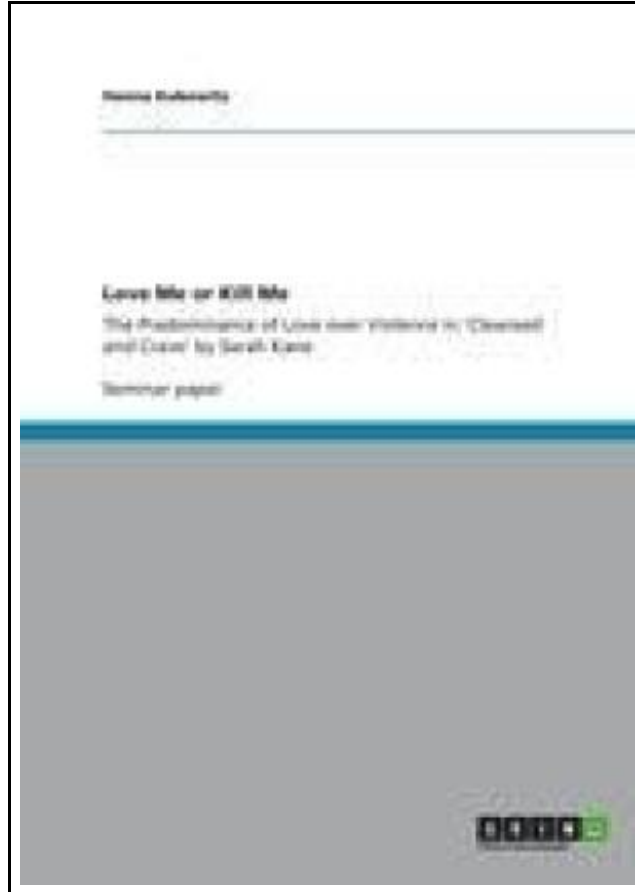 Love Me or Kill Me
The Predominance of Love over Violence in 'Cleansed'
and Crave' by Sarah Kane
Seminar paper
GRIN